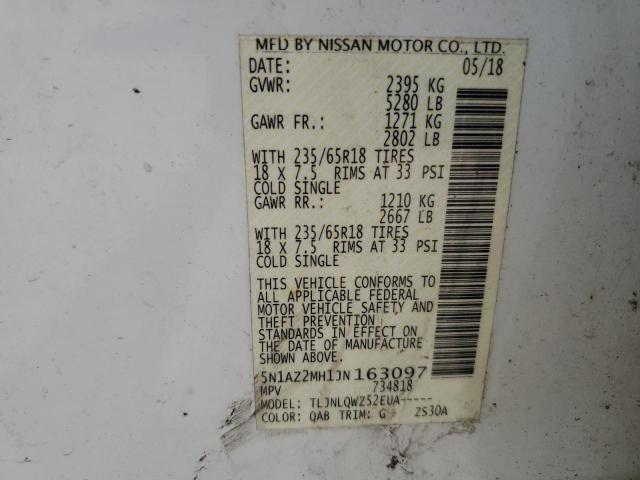 MFD BY NISSAN MOTOR CO., LTD.
DATE: 05/18
GVWR: 2395 KG
5280 LB
GAWR FR.: 1271 KG
2802 LB
WITH 235/65R18 TIRES
18 X 7.5 RIMS AT 33 PSI
COLD SINGLE
GAWR RR.: 1210 KG
2667 LB
WITH 235/65R18 TIRES
18 X 7.5 RIMS AT 33 PSI
COLD SINGLE
THIS VEHICLE CONFORMS TO
ALL APPLICABLE FEDERAL
MOTOR VEHICLE SAFETY AND
THEFT PREVENTION
STANDARDS IN EFFECT ON
THE DATE OF MANUFACTURE
SHOWN ABOVE.
5N1AZ2MH1JN163097
MPV 734818
MODEL: TLJNLQWZ52EUA-----
COLOR: QAB TRIM: G ZS30A